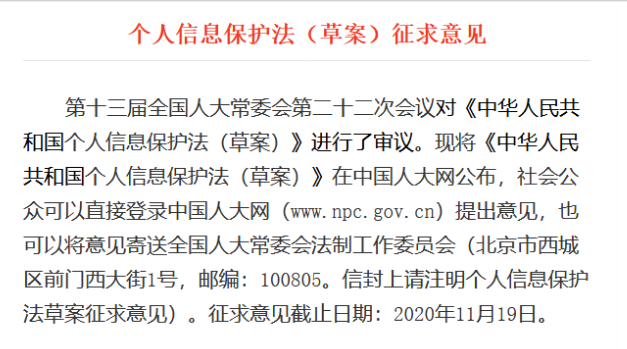 个人信息保护法（草案）征求意见
第十三届全国人大常委会第二十二次会议对《中华人民共
和国个人信息保护法（草案）》进行了审议。现将《中华人民
共和国个人信息保护法（草案）》在中国人大网公布，社会公
众可以直接登录中国人大网（www.npc.gov.cn）提出意见，也
可以将意见寄送全国人大常委会法制工作委员会（北京市西城
区前门西大街1号，邮编：100805。信封上请注明个人信息保护
法草案征求意见）。征求意见截止日期：2020年11月19日。